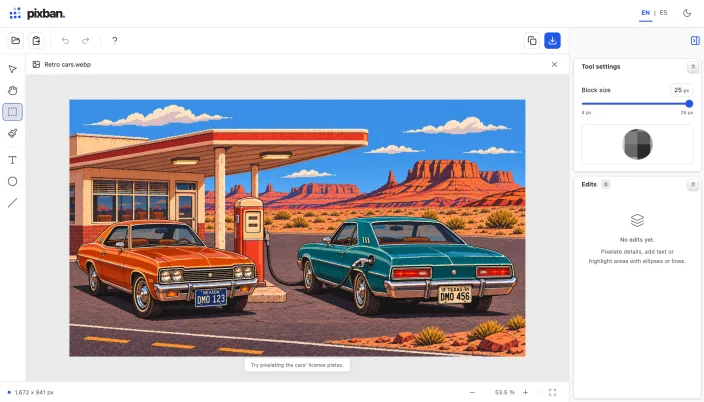 pixban.
EN | ES
?
Retro cars.webp
Tool settings
Block size
25 px
4 px
25 px
T
NEVADA
DMO 123
TEXAS
DMO 456
Edits 0
No edits yet.
Pixelate details, add text or
highlight areas with ellipses or lines.
Try pixelating the cars' license plates.
1,672 × 941 px
53.5 %